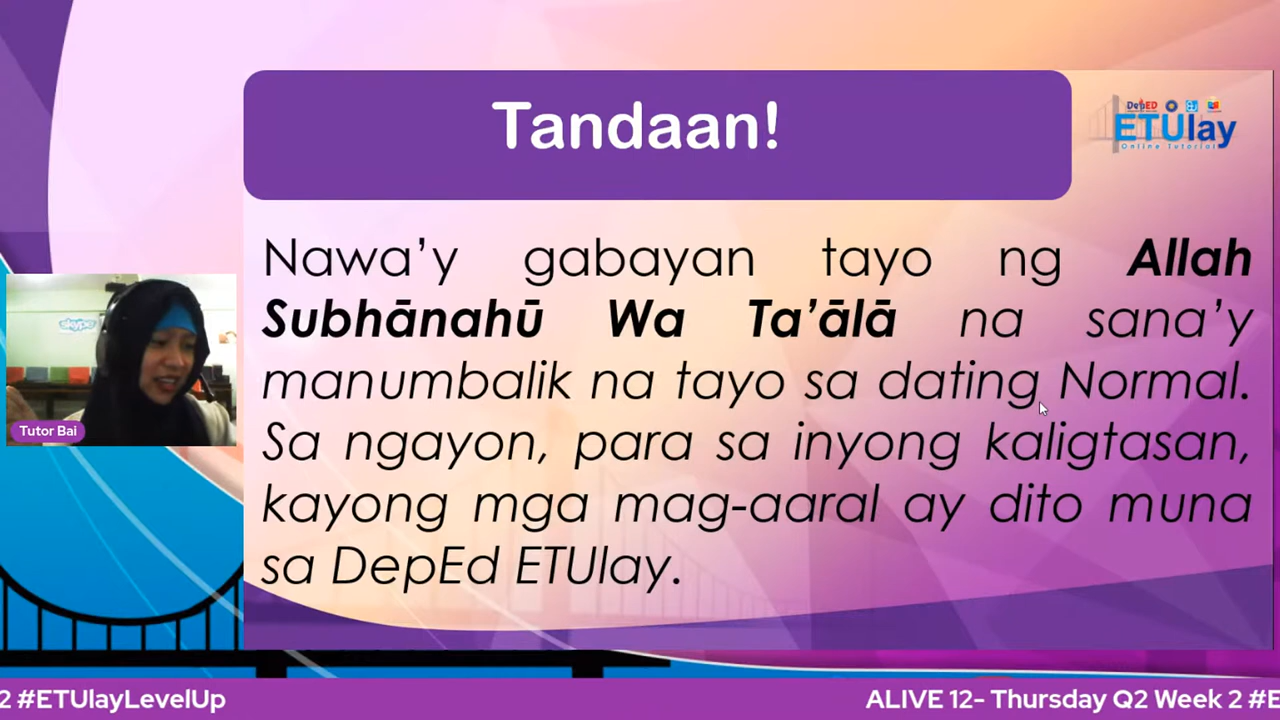 Tandaan!
DepED
ETUlay
Online Tutorial
Nawa’y gabayan tayo ng Allah
Subhānahū Wa Ta’ālā na sana’y
manumbalik na tayo sa dating Normal.
Sa ngayon, para sa inyong kaligtasan,
kayong mga mag-aaral ay dito muna
sa DepEd ETUlay.
skype
Tutor Bai
2 #ETUlayLevelUp
ALIVE 12- Thursday Q2 Week 2 #E